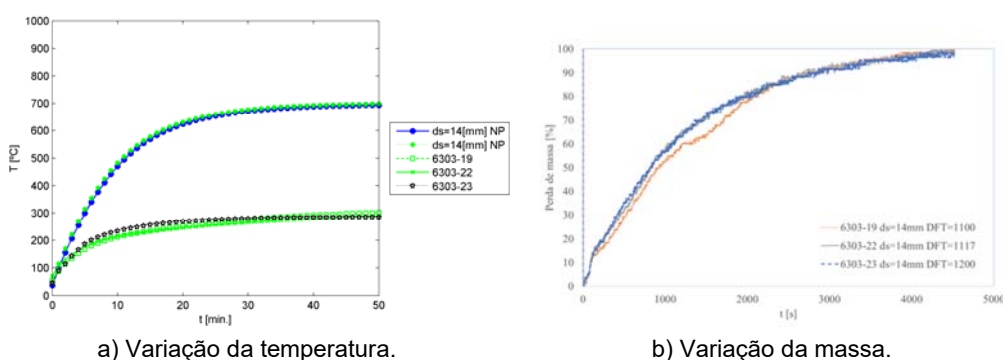 1000
900
800
700
600
500
400
300
200
100
0
T [ºC]
0 10 20 30 40 50
t [min.]
ds=14[mm] NP
ds=14[mm] NP
6303-19
6303-22
6303-23
a) Variação da temperatura.
100
90
80
70
60
50
40
30
20
10
0
Perda de massa [%]
6303-19 ds=14mm DFT=1100
6303-22 ds=14mm DFT=1117
6303-23 ds=14mm DFT=1200
0 1000 2000 3000 4000 5000
t [s]
b) Variação da massa.